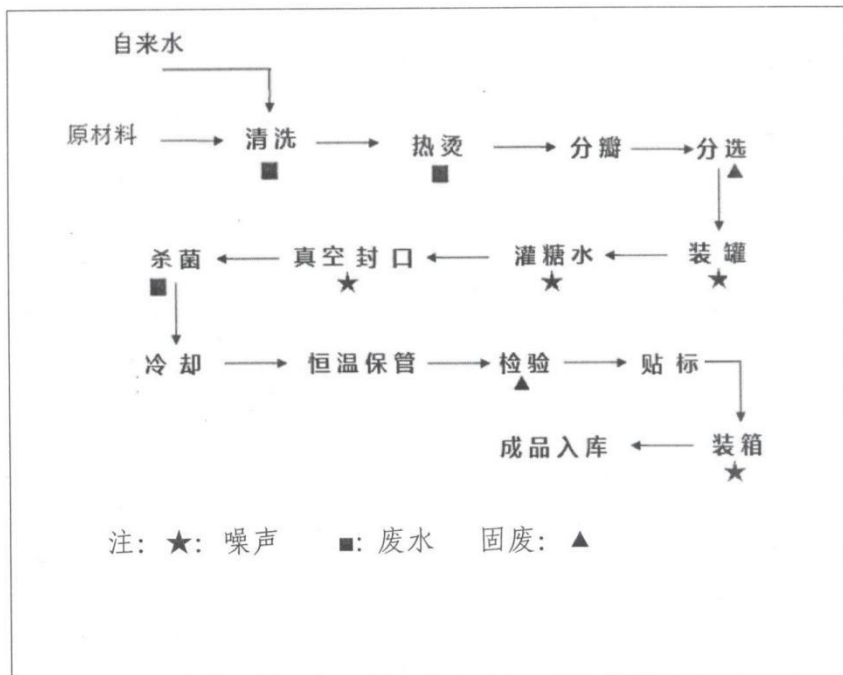 自来水
原材料 清洗 热烫 分瓣 分选
杀菌 真空封口 灌糖水 装罐
冷却 恒温保管 检验 贴标
成品入库 装箱
注：★：噪声 ■：废水 固废：▲